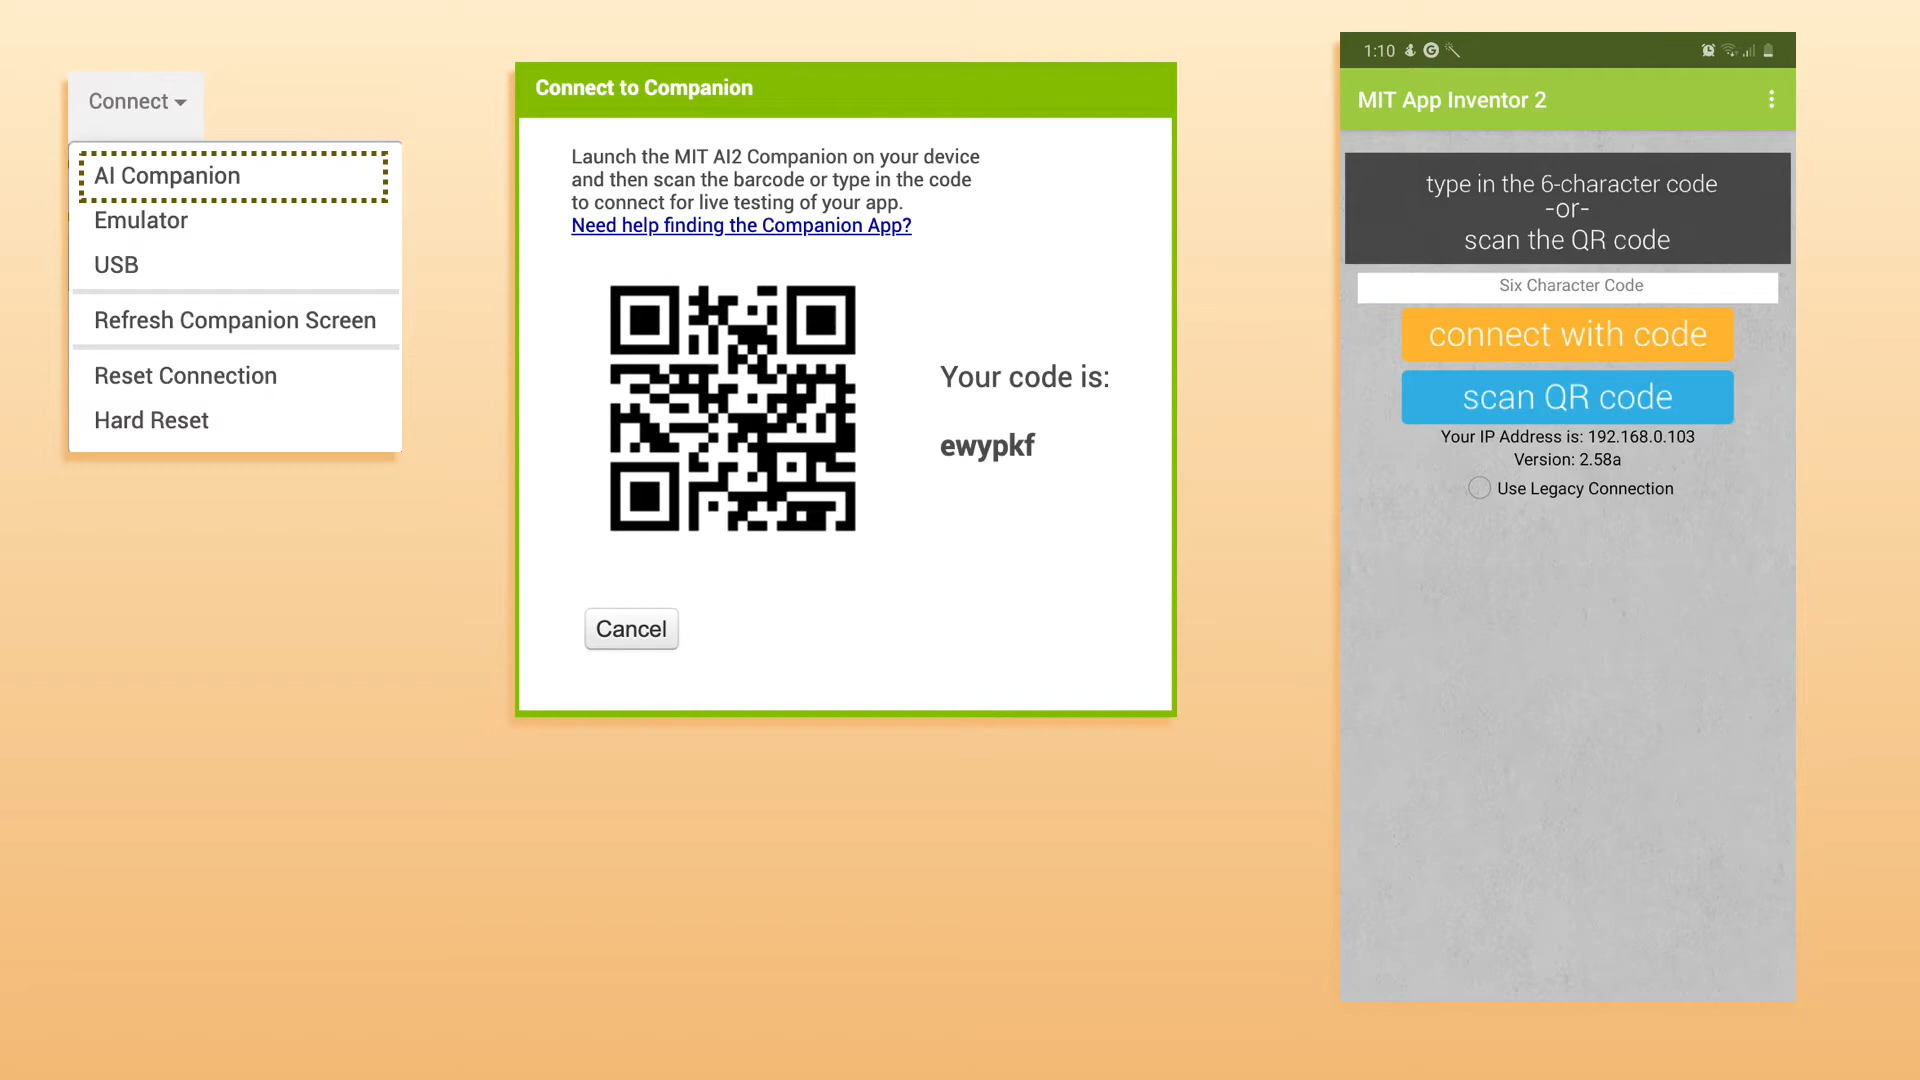 Connect
AI Companion
Emulator
USB
Refresh Companion Screen
Reset Connection
Hard Reset
Connect to Companion
Launch the MIT AI2 Companion on your device
and then scan the barcode or type in the code
to connect for live testing of your app.
Need help finding the Companion App?
Your code is:
ewypkf
Cancel
1:10
MIT App Inventor 2
type in the 6-character code
-or-
scan the QR code
Six Character Code
connect with code
scan QR code
Your IP Address is: 192.168.0.103
Version: 2.58a
Use Legacy Connection